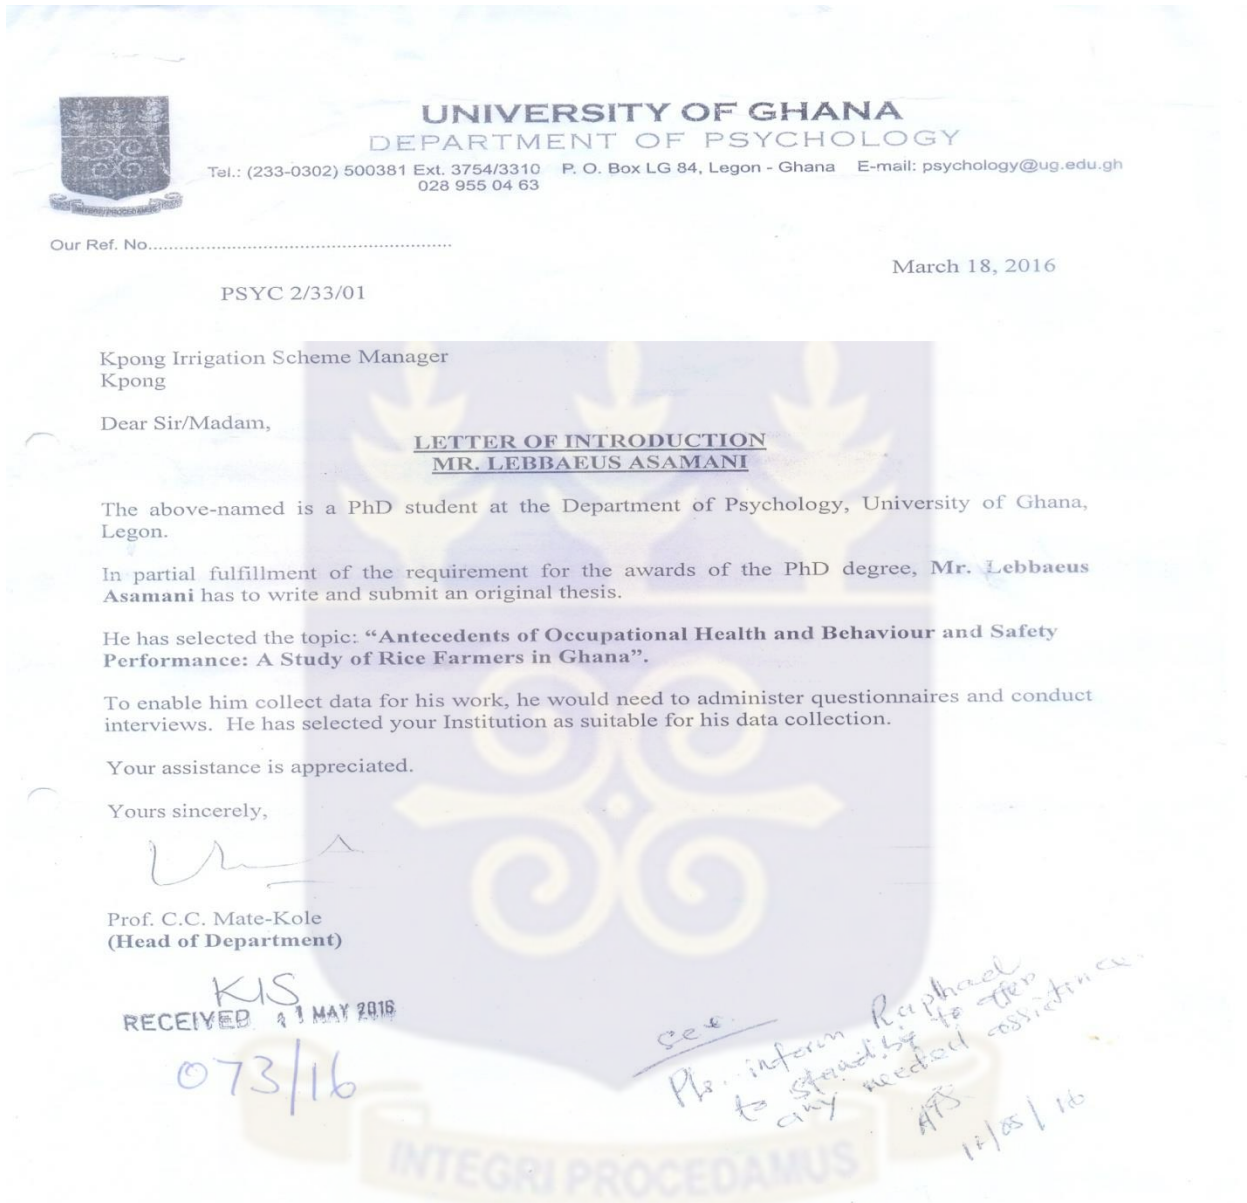 UNIVERSITY OF GHANA
DEPARTMENT OF PSYCHOLOGY
Tel.: (233-0302) 500381 Ext. 3754/3310 P. O. Box LG 84, Legon - Ghana E-mail: psychology@ug.edu.gh
028 955 04 63
INTEGRI PROCEDAMUS
Our Ref. No............................................................
March 18, 2016
PSYC 2/33/01
Kpong Irrigation Scheme Manager
Kpong
Dear Sir/Madam,
LETTER OF INTRODUCTION
MR. LEBBAEUS ASAMANI
The above-named is a PhD student at the Department of Psychology, University of Ghana,
Legon.
In partial fulfillment of the requirement for the awards of the PhD degree, Mr. Lebbaeus
Asamani has to write and submit an original thesis.
He has selected the topic: “Antecedents of Occupational Health and Behaviour and Safety
Performance: A Study of Rice Farmers in Ghana”.
To enable him collect data for his work, he would need to administer questionnaires and conduct
interviews. He has selected your Institution as suitable for his data collection.
Your assistance is appreciated.
Yours sincerely,
Prof. C.C. Mate-Kole
(Head of Department)
KIS
RECEIVED MAY 2016
073/16
Pls. inform Raphael
to standby to offer
any needed assistance.
/05/16
INTEGRI PROCEDAMUS